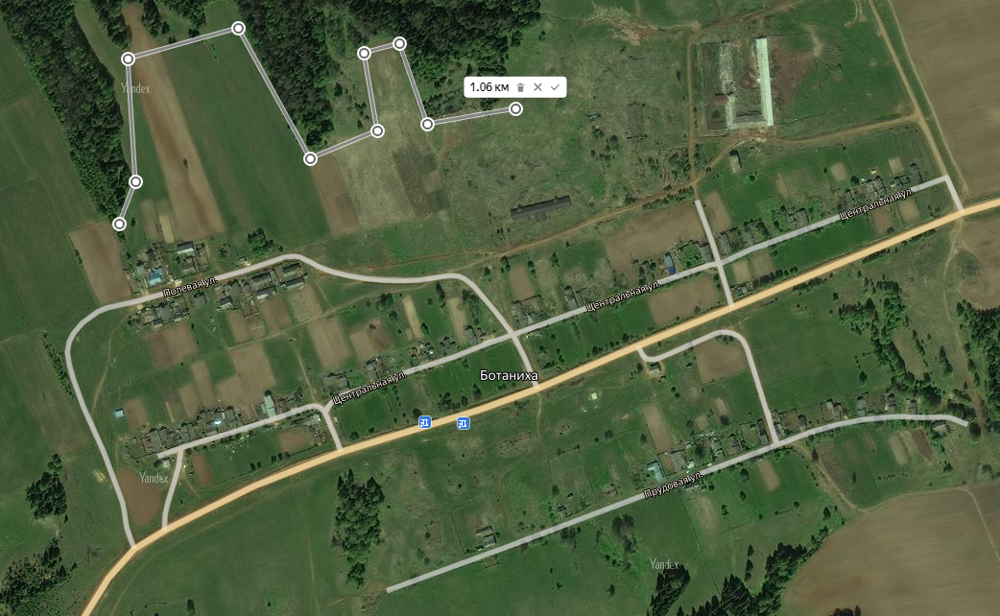 1.06 км
Yandex
Центральная ул.
Полевая ул.
Центральная ул.
Ботаниха
Центральная ул.
Yandex
Прудовая ул.
Yandex